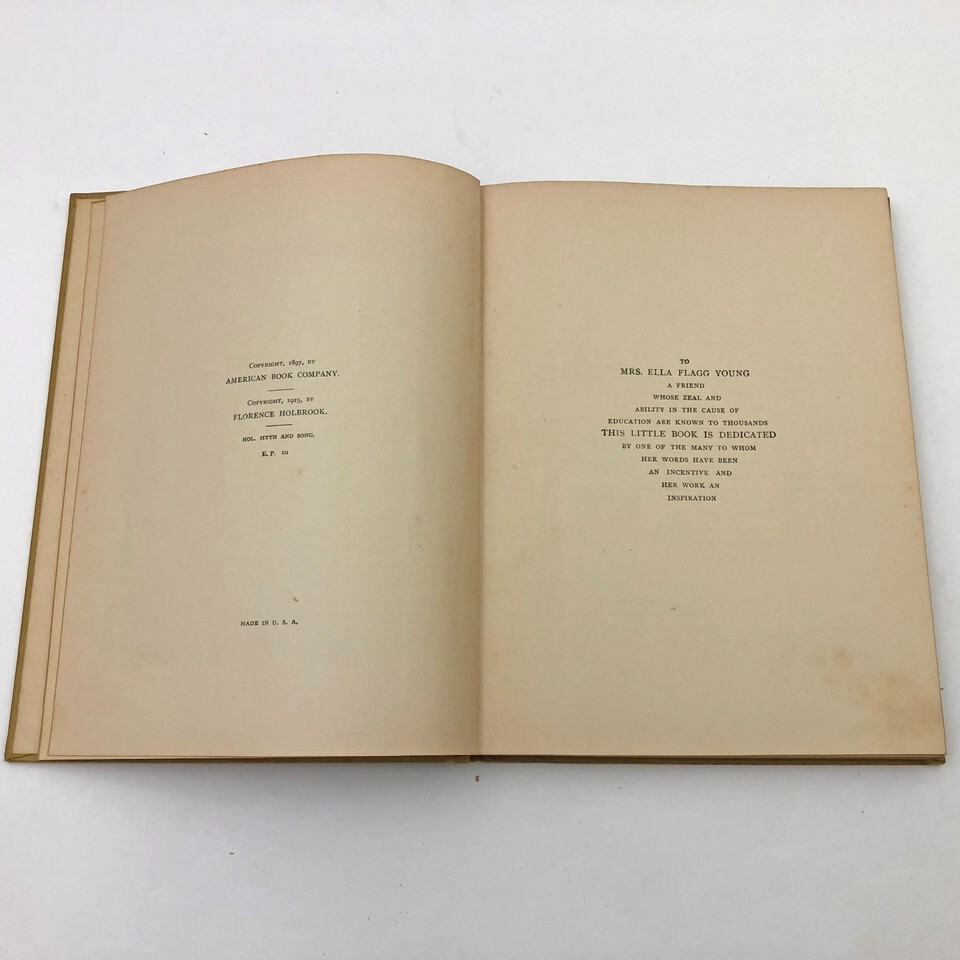 COPYRIGHT, 1897, BY
AMERICAN BOOK COMPANY.
COPYRIGHT, 1925, BY
FLORENCE HOLBROOK.
HOL. MYTH AND SONG.
E. P. 10
MADE IN U. S. A.
TO
MRS. ELLA FLAGG YOUNG
A FRIEND
WHOSE ZEAL AND
ABILITY IN THE CAUSE OF
EDUCATION ARE KNOWN TO THOUSANDS
THIS LITTLE BOOK IS DEDICATED
BY ONE OF THE MANY TO WHOM
HER WORDS HAVE BEEN
AN INCENTIVE AND
HER WORK AN
INSPIRATION